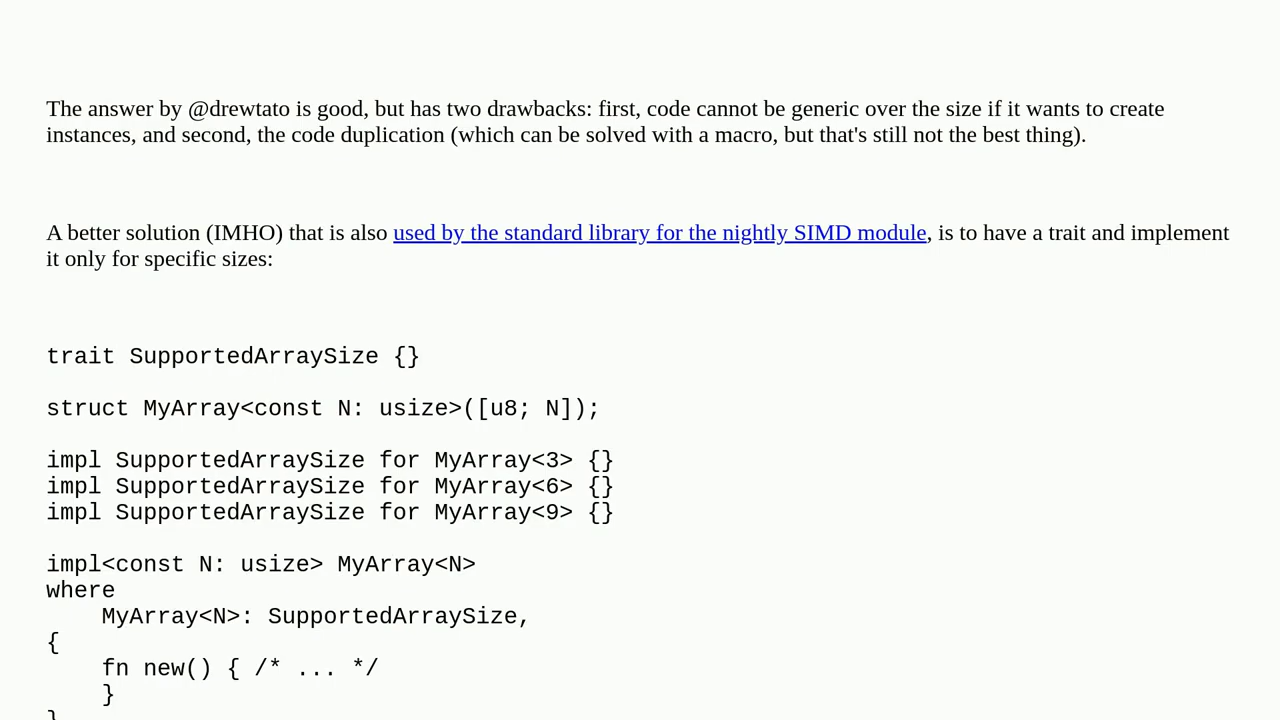 The answer by @drewtato is good, but has two drawbacks: first, code cannot be generic over the size if it wants to create
instances, and second, the code duplication (which can be solved with a macro, but that's still not the best thing).
A better solution (IMHO) that is also used by the standard library for the nightly SIMD module, is to have a trait and implement
it only for specific sizes:
trait SupportedArraySize {}
struct MyArray<const N: usize>([u8; N]);
impl SupportedArraySize for MyArray<3> {}
impl SupportedArraySize for MyArray<6> {}
impl SupportedArraySize for MyArray<9> {}
impl<const N: usize> MyArray<N>
where
    MyArray<N>: SupportedArraySize,
{
    fn new() { /* ... */
    }
}